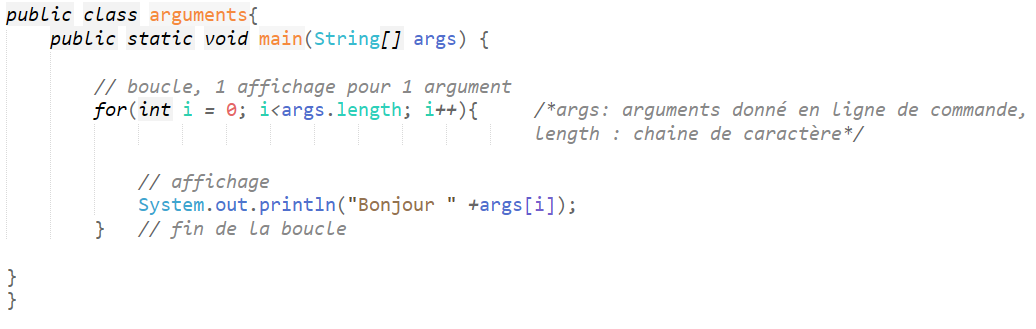 public class arguments{
public static void main(String[] args) {
// boucle, 1 affichage pour 1 argument
for(int i = 0; i<args.length; i++){ /*args: arguments donné en ligne de commande,
length : chaine de caractère*/
// affichage
System.out.println("Bonjour " +args[i]);
} // fin de la boucle
}
}